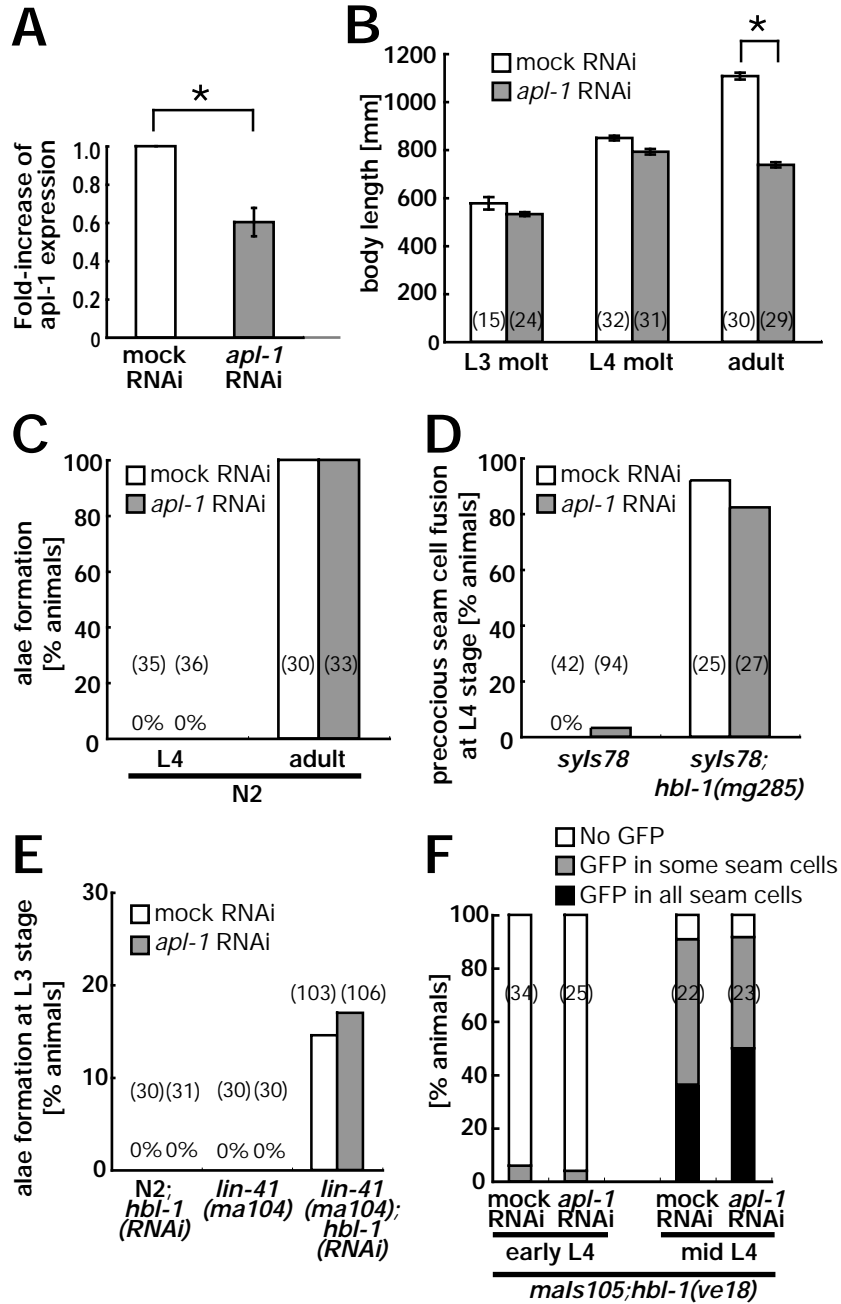 A
*
Fold-increase of
apl-1 expression
1.0
0.8
0.6
0.4
0.2
0
mock
RNAi
apl-1
RNAi
B
*
mock RNAi
apl-1 RNAi
body length [mm]
1200
1000
800
600
400
200
0
(15) (24)
(32) (31)
(30) (29)
L3 molt
L4 molt
adult
C
mock RNAi
apl-1 RNAi
alae formation
[% animals]
100
80
60
40
20
0
(35) (36)
(30) (33)
0% 0%
L4
adult
N2
D
mock RNAi
apl-1 RNAi
precocious seam cell fusion
at L4 stage [% animals]
100
80
60
40
20
0
(42) (94)
(25) (27)
0%
syIs78
syIs78;
hbl-1(mg285)
E
mock RNAi
apl-1 RNAi
alae formation at L3 stage
[% animals]
30
20
10
0
(103) (106)
(30) (31)
(30) (30)
0% 0%
0% 0%
N2;
hbl-1
(RNAi)
lin-41
(ma104)
lin-41
(ma104);
hbl-1
(RNAi)
F
No GFP
GFP in some seam cells
GFP in all seam cells
[% animals]
100
80
60
40
20
0
(34)
(25)
(22)
(23)
mock
RNAi
apl-1
RNAi
mock
RNAi
apl-1
RNAi
early L4
mid L4
maIs105;hbl-1(ve18)